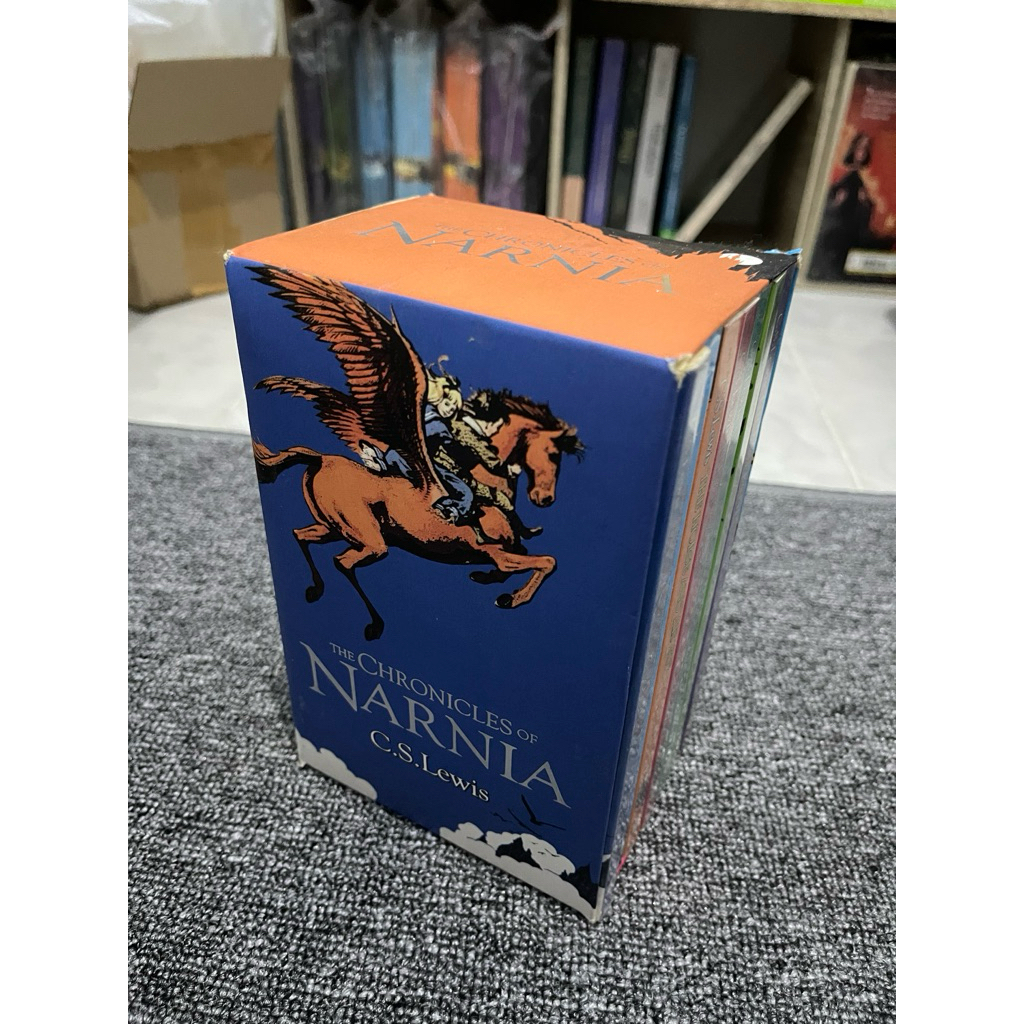 THE CHRONICLES OF
NARNIA
THE CHRONICLES OF
NARNIA
C.S.Lewis